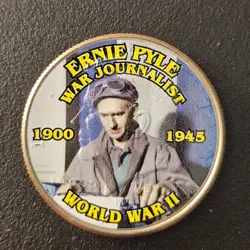 ERNIE PYLE
WAR JOURNALIST
1900 1945
WORLD WAR II